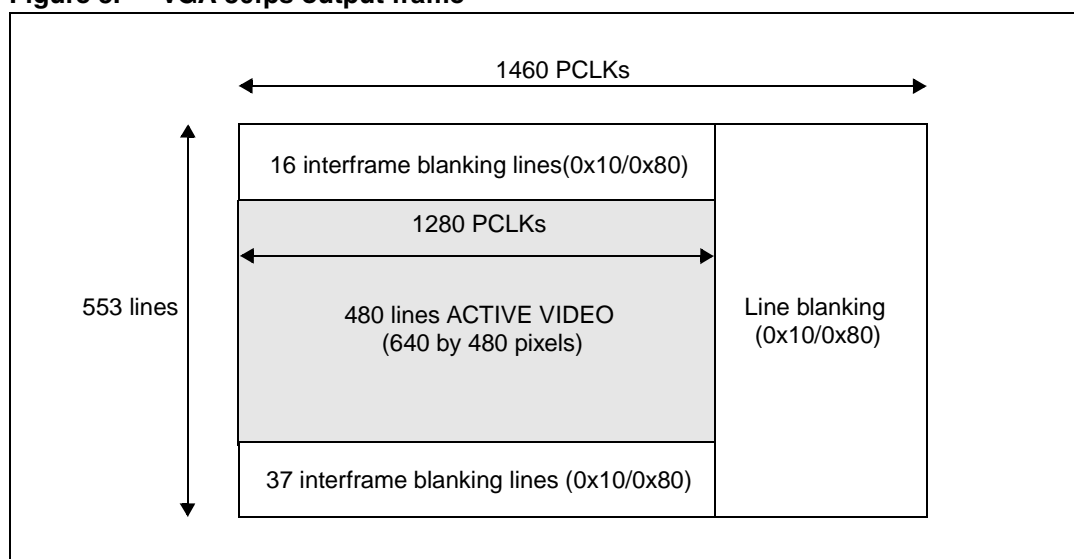 1460 PCLKs
16 interframe blanking lines(0x10/0x80)
1280 PCLKs
553 lines
480 lines ACTIVE VIDEO
(640 by 480 pixels)
Line blanking
(0x10/0x80)
37 interframe blanking lines (0x10/0x80)